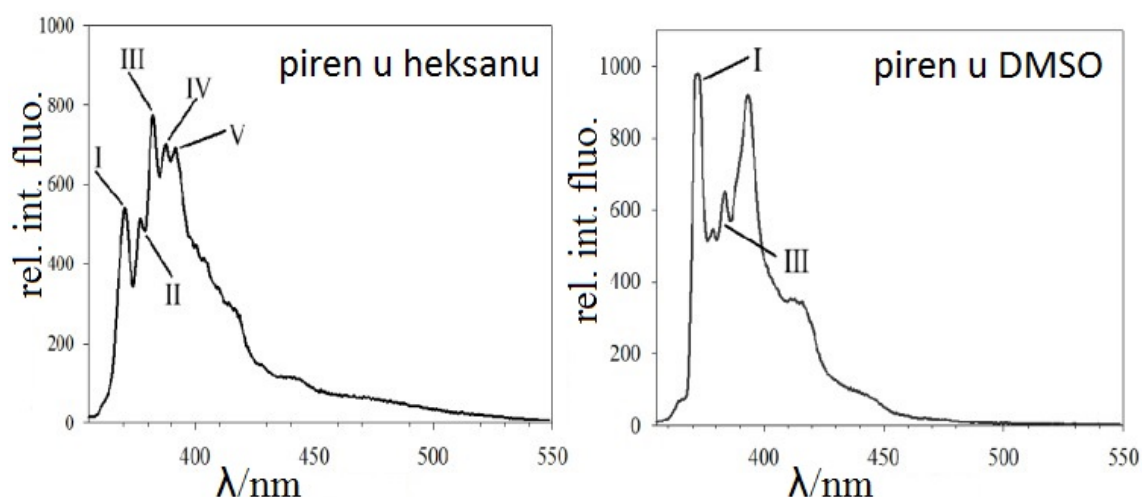 piren u heksanu
rel. int. fluo.
1000
800
600
400
200
0
I
II
III
IV
V
400
450
500
550
λ/nm
piren u DMSO
rel. int. fluo.
1000
800
600
400
200
0
I
III
400
450
500
550
λ/nm